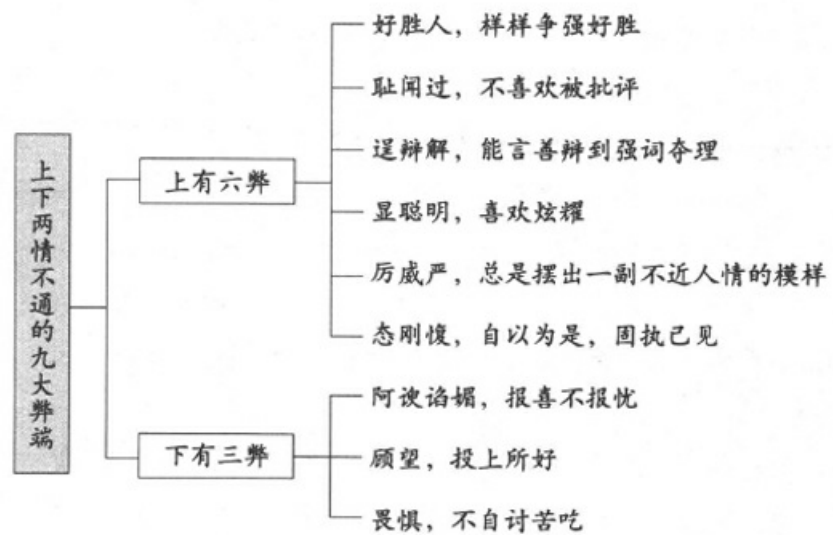 上下两情不通的九大弊端
上有六弊
好胜人，样样争强好胜
耻闻过，不喜欢被批评
逞辩解，能言善辩到强词夺理
显聪明，喜欢炫耀
厉威严，总是摆出一副不近人情的模样
态刚愎，自以为是，固执己见
下有三弊
阿谀谄媚，报喜不报忧
顾望，投上所好
畏惧，不自讨苦吃